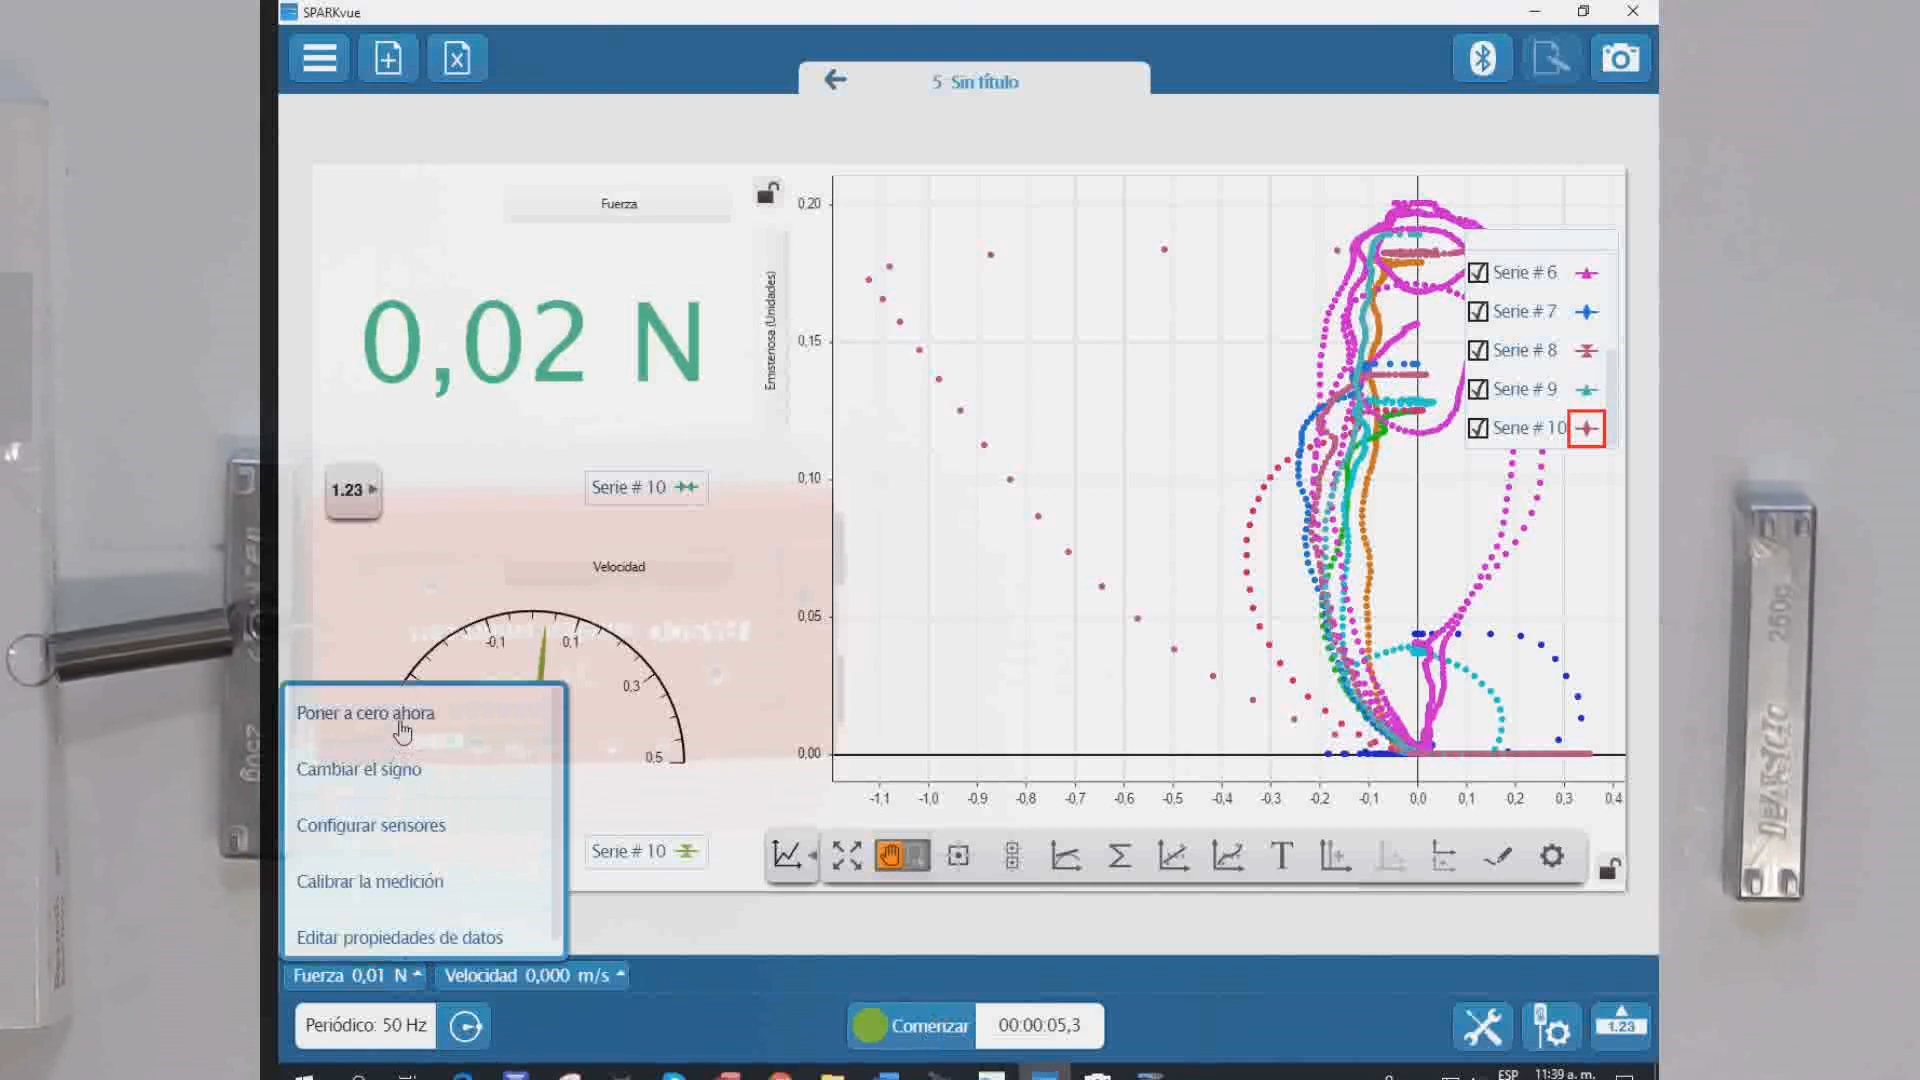 SPARKvue
5 Sin título
Fuerza
0,02 N
Serie # 10
1.23
Velocidad
-0.1
0.1
0,3
0.5
Poner a cero ahora
Cambiar el signo
Configurar sensores
Calibrar la medición
Editar propiedades de datos
0,20
0,15
0,10
0,05
0,00
-1,1 -1,0 -0,9 -0,8 -0,7 -0,6 -0,5 -0,4 -0,3 -0,2 -0,1 0,0 0,1 0,2 0,3 0,4
Serie # 6
Serie # 7
Serie # 8
Serie # 9
Serie # 10
Serie # 10
Fuerza 0,01 N
Velocidad 0,000 m/s
Periódico: 50 Hz
Comenzar
00:00:05,3
1.23
ESP
11:39 a. m.
250g